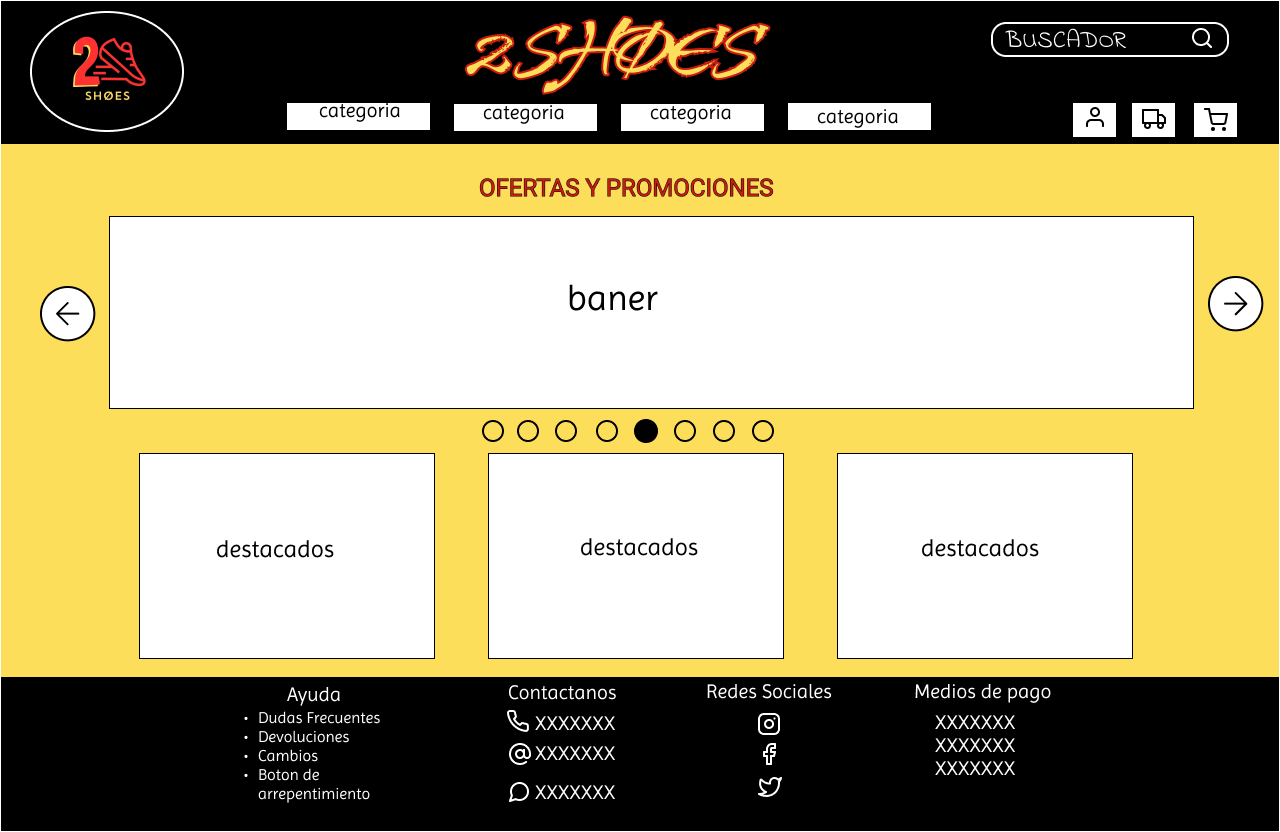 2
SHØES
2SHØES
BUSCADOR
categoria
categoria
categoria
categoria
OFERTAS Y PROMOCIONES
baner
destacados
destacados
destacados
Ayuda
• Dudas Frecuentes
• Devoluciones
• Cambios
• Boton de
arrepentimiento
Contactanos
XXXXXXX
XXXXXXX
XXXXXXX
Redes Sociales
Medios de pago
XXXXXXX
XXXXXXX
XXXXXXX